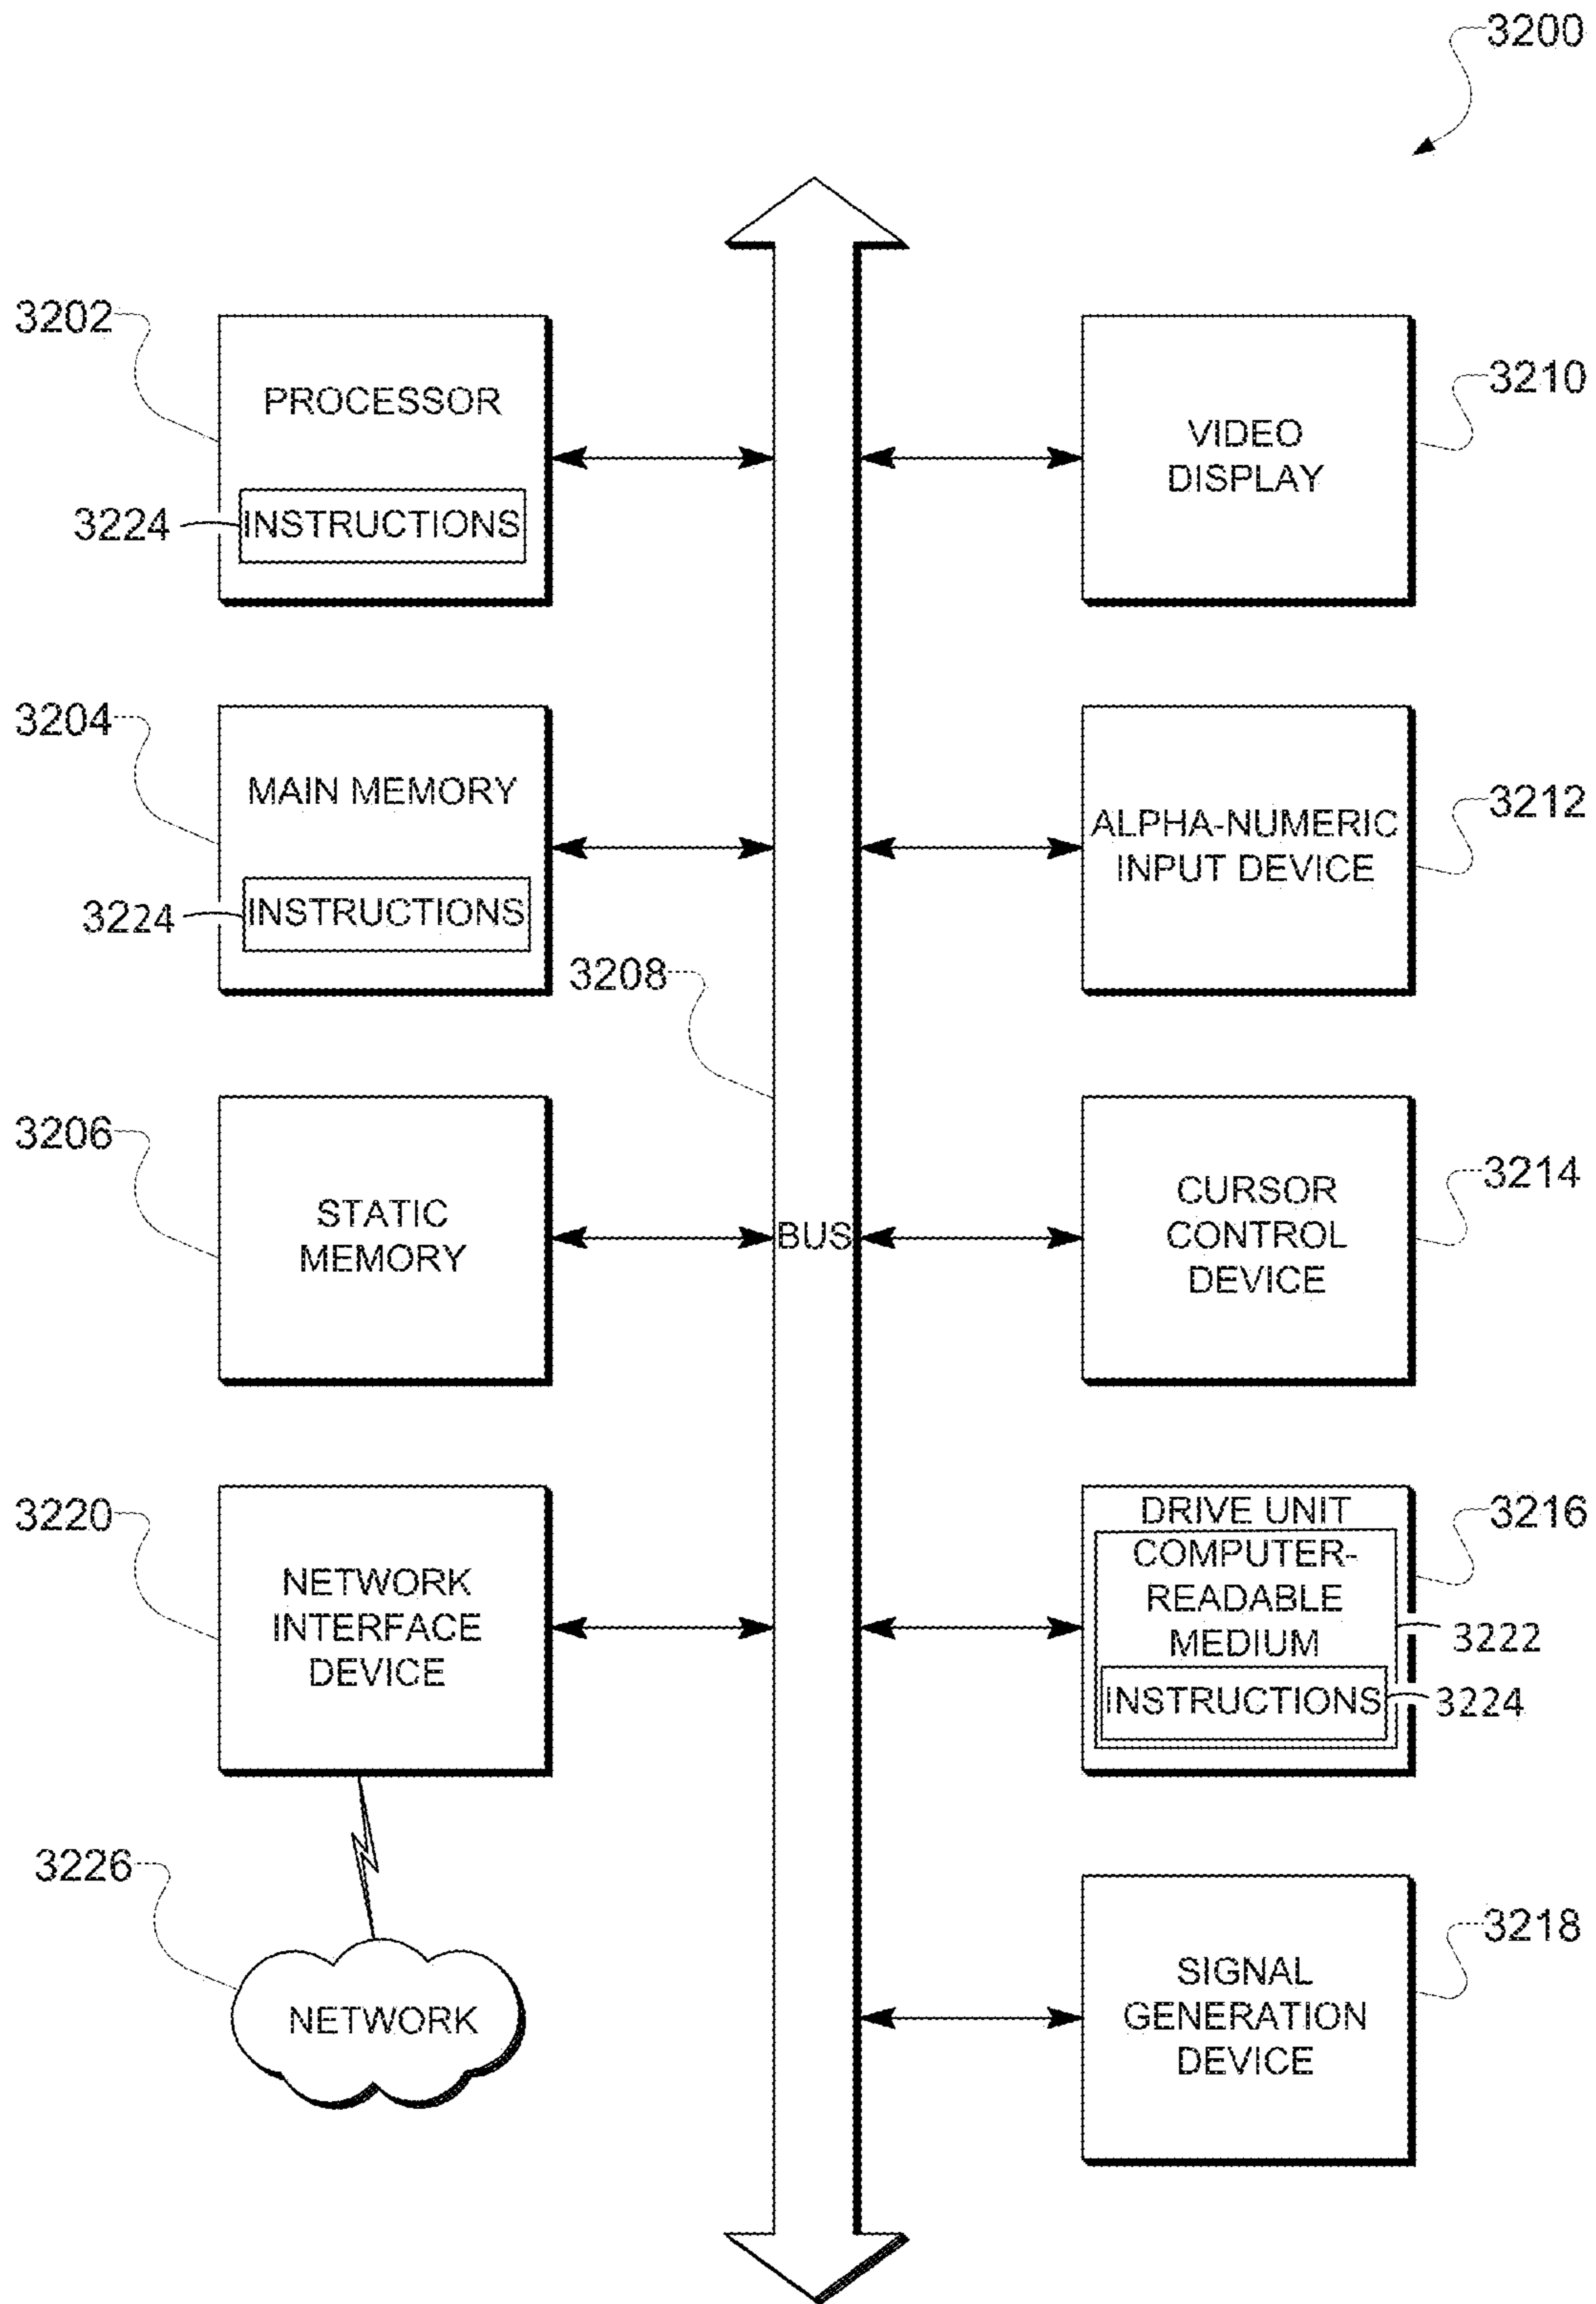 3200
3202
PROCESSOR
3224
INSTRUCTIONS
3210
VIDEO
DISPLAY
3204
MAIN MEMORY
3224
INSTRUCTIONS
3212
ALPHA-NUMERIC
INPUT DEVICE
3208
BUS
3206
STATIC
MEMORY
3214
CURSOR
CONTROL
DEVICE
3220
NETWORK
INTERFACE
DEVICE
3216
DRIVE UNIT
COMPUTER-
READABLE
MEDIUM
3222
INSTRUCTIONS
3224
3226
NETWORK
3218
SIGNAL
GENERATION
DEVICE